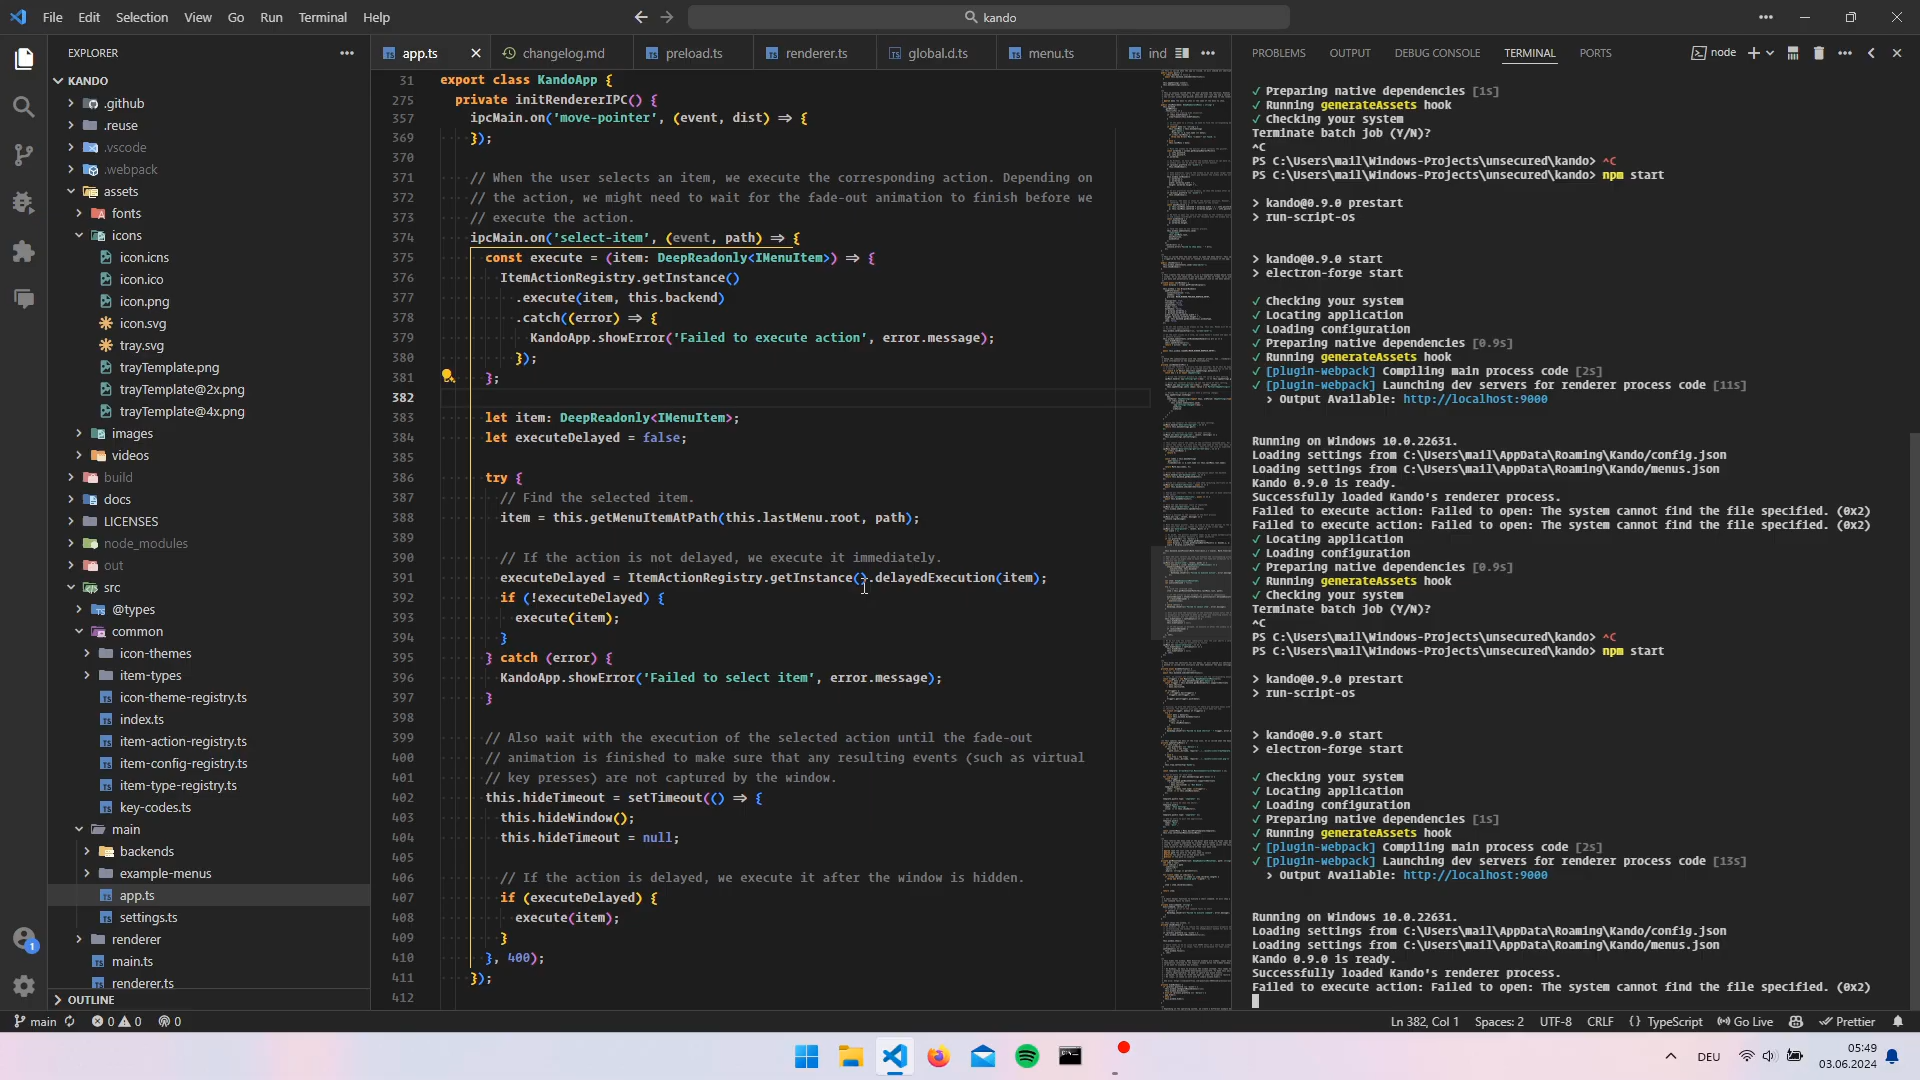 File Edit Selection View Go Run Terminal Help
kando
EXPLORER
KANDO
.github
.reuse
.vscode
.webpack
assets
fonts
icons
icon.icns
icon.ico
icon.png
icon.svg
tray.svg
trayTemplate.png
trayTemplate@2x.png
trayTemplate@4x.png
images
videos
build
docs
LICENSES
node_modules
out
src
@types
common
icon-themes
item-types
icon-theme-registry.ts
index.ts
item-action-registry.ts
item-config-registry.ts
item-type-registry.ts
key-codes.ts
main
backends
example-menus
app.ts
settings.ts
renderer
main.ts
renderer.ts
OUTLINE
app.ts changelog.md preload.ts renderer.ts global.d.ts menu.ts ind
31 export class KandoApp {
275 private initRendererIPC() {
357 ipcMain.on('move-pointer', (event, dist) => {
369 });
370
371 // When the user selects an item, we execute the corresponding action. Depending on
372 // the action, we might need to wait for the fade-out animation to finish before we
373 // execute the action.
374 ipcMain.on('select-item', (event, path) => {
375 const execute = (item: DeepReadonly<IMenuItem>) => {
376 ItemActionRegistry.getInstance()
377 .execute(item, this.backend)
378 .catch((error) => {
379 KandoApp.showError('Failed to execute action', error.message);
380 });
381 };
382
383 let item: DeepReadonly<IMenuItem>;
384 let executeDelayed = false;
385
386 try {
387 // Find the selected item.
388 item = this.getMenuItemAtPath(this.lastMenu.root, path);
389
390 // If the action is not delayed, we execute it immediately.
391 executeDelayed = ItemActionRegistry.getInstance().delayedExecution(item);
392 if (!executeDelayed) {
393 execute(item);
394 }
395 } catch (error) {
396 KandoApp.showError('Failed to select item', error.message);
397 }
398
399 // Also wait with the execution of the selected action until the fade-out
400 // animation is finished to make sure that any resulting events (such as virtual
401 // key presses) are not captured by the window.
402 this.hideTimeout = setTimeout(() => {
403 this.hideWindow();
404 this.hideTimeout = null;
405
406 // If the action is delayed, we execute it after the window is hidden.
407 if (executeDelayed) {
408 execute(item);
409 }
410 }, 400);
411 });
412
PROBLEMS OUTPUT DEBUG CONSOLE TERMINAL PORTS node
✓ Preparing native dependencies [1s]
✓ Running generateAssets hook
✓ Checking your system
Terminate batch job (Y/N)?
^C
PS C:\Users\mail\Windows-Projects\unsecured\kando> ^C
PS C:\Users\mail\Windows-Projects\unsecured\kando> npm start
> kando@0.9.0 prestart
> run-script-os
> kando@0.9.0 start
> electron-forge start
✓ Checking your system
✓ Locating application
✓ Loading configuration
✓ Preparing native dependencies [0.9s]
✓ Running generateAssets hook
✓ [plugin-webpack] Compiling main process code [2s]
✓ [plugin-webpack] Launching dev servers for renderer process code [11s]
› Output Available: http://localhost:9000
Running on Windows 10.0.22631.
Loading settings from C:\Users\mail\AppData\Roaming\Kando/config.json
Loading settings from C:\Users\mail\AppData\Roaming\Kando/menus.json
Kando 0.9.0 is ready.
Successfully loaded Kando's renderer process.
Failed to execute action: Failed to open: The system cannot find the file specified. (0x2)
Failed to execute action: Failed to open: The system cannot find the file specified. (0x2)
✓ Locating application
✓ Loading configuration
✓ Preparing native dependencies [0.9s]
✓ Running generateAssets hook
✓ Checking your system
Terminate batch job (Y/N)?
^C
PS C:\Users\mail\Windows-Projects\unsecured\kando> ^C
PS C:\Users\mail\Windows-Projects\unsecured\kando> npm start
> kando@0.9.0 prestart
> run-script-os
> kando@0.9.0 start
> electron-forge start
✓ Checking your system
✓ Locating application
✓ Loading configuration
✓ Preparing native dependencies [1s]
✓ Running generateAssets hook
✓ [plugin-webpack] Compiling main process code [2s]
✓ [plugin-webpack] Launching dev servers for renderer process code [13s]
› Output Available: http://localhost:9000
Running on Windows 10.0.22631.
Loading settings from C:\Users\mail\AppData\Roaming\Kando/config.json
Loading settings from C:\Users\mail\AppData\Roaming\Kando/menus.json
Kando 0.9.0 is ready.
Successfully loaded Kando's renderer process.
Failed to execute action: Failed to open: The system cannot find the file specified. (0x2)
1
main 0 0 0 Ln 382, Col 1 Spaces: 2 UTF-8 CRLF {} TypeScript Go Live Prettier
DEU
05:49
03.06.2024